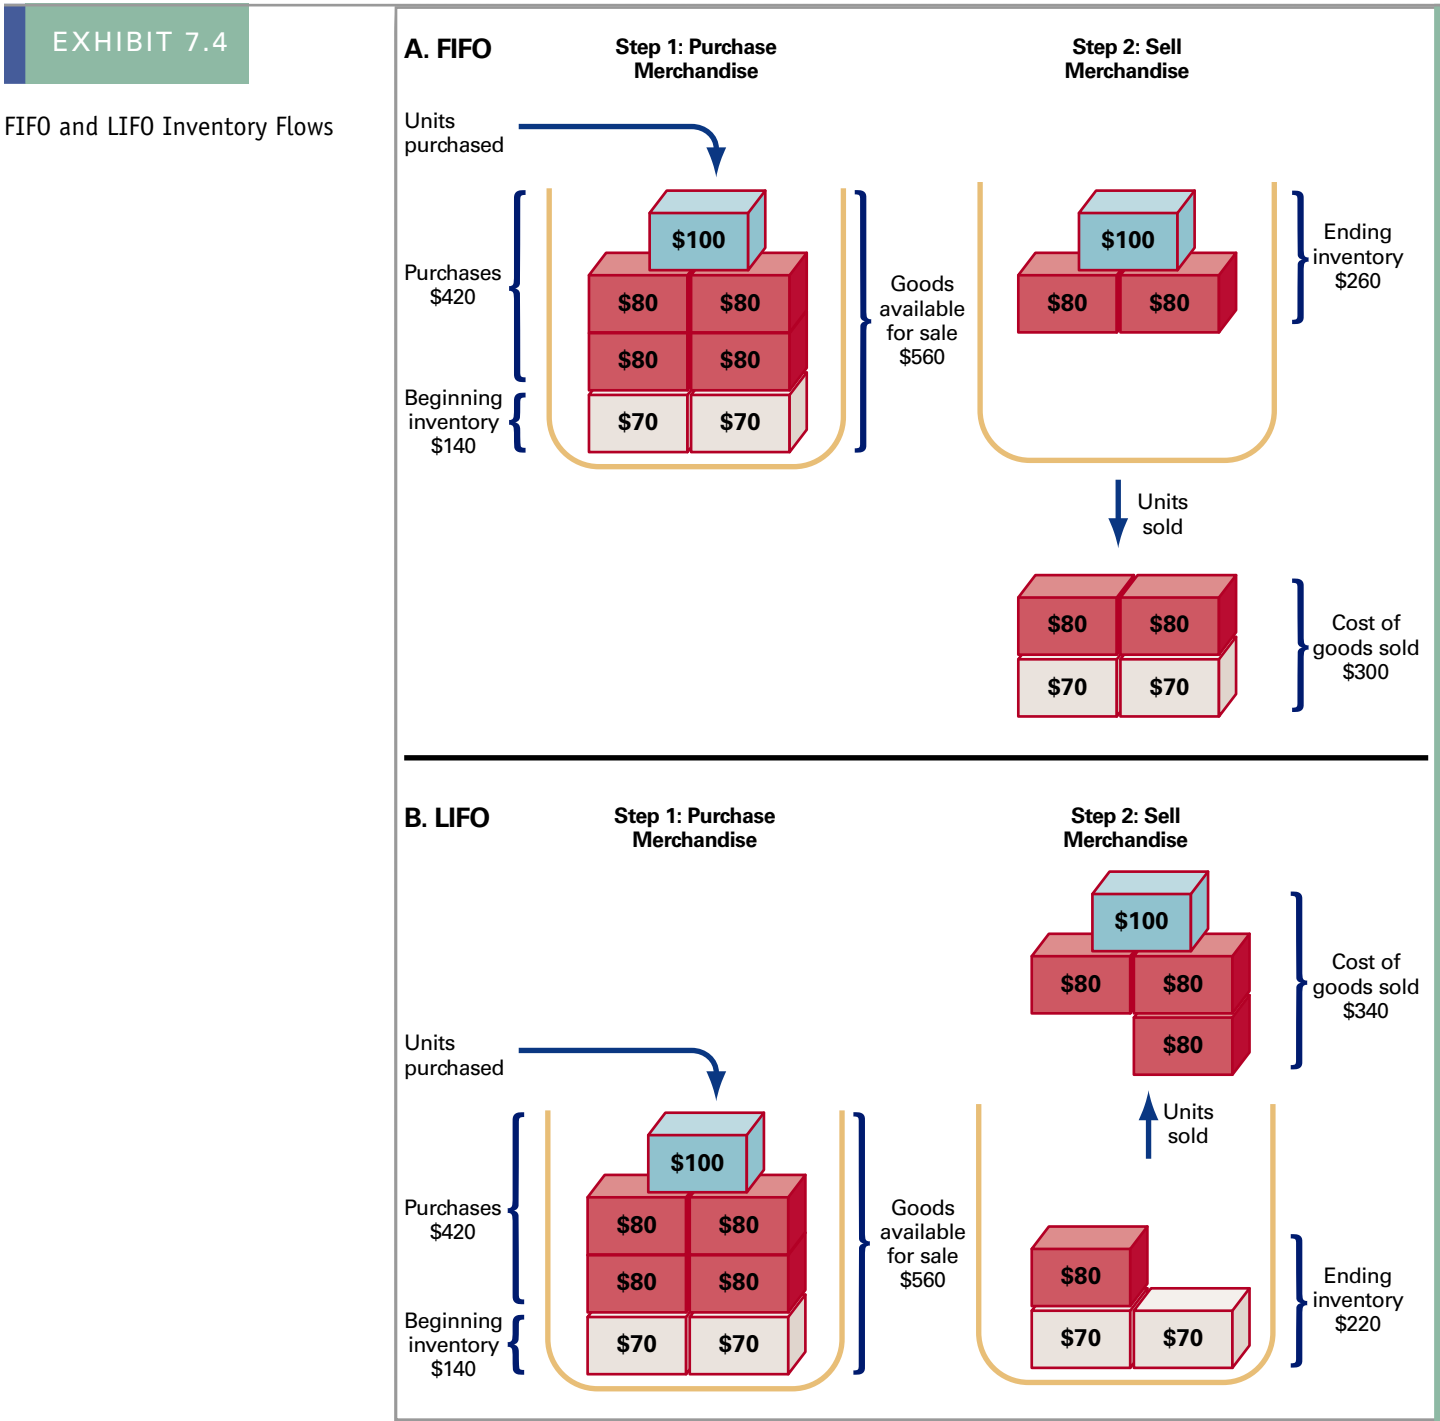 EXHIBIT 7.4
FIFO and LIFO Inventory Flows
A. FIFO
Step 1: Purchase
Merchandise
Step 2: Sell
Merchandise
Units
purchased
$100
$80 $80
$80 $80
$70 $70
Purchases
$420
Beginning
inventory
$140
Goods
available
for sale
$560
$100
$80 $80
Ending
inventory
$260
Units
sold
$80 $80
$70 $70
Cost of
goods sold
$300
B. LIFO
Step 1: Purchase
Merchandise
Step 2: Sell
Merchandise
$100
$80 $80
$80
Cost of
goods sold
$340
Units
purchased
Units
sold
$100
$80 $80
$80 $80
$70 $70
Purchases
$420
Beginning
inventory
$140
Goods
available
for sale
$560
$80
$70 $70
Ending
inventory
$220